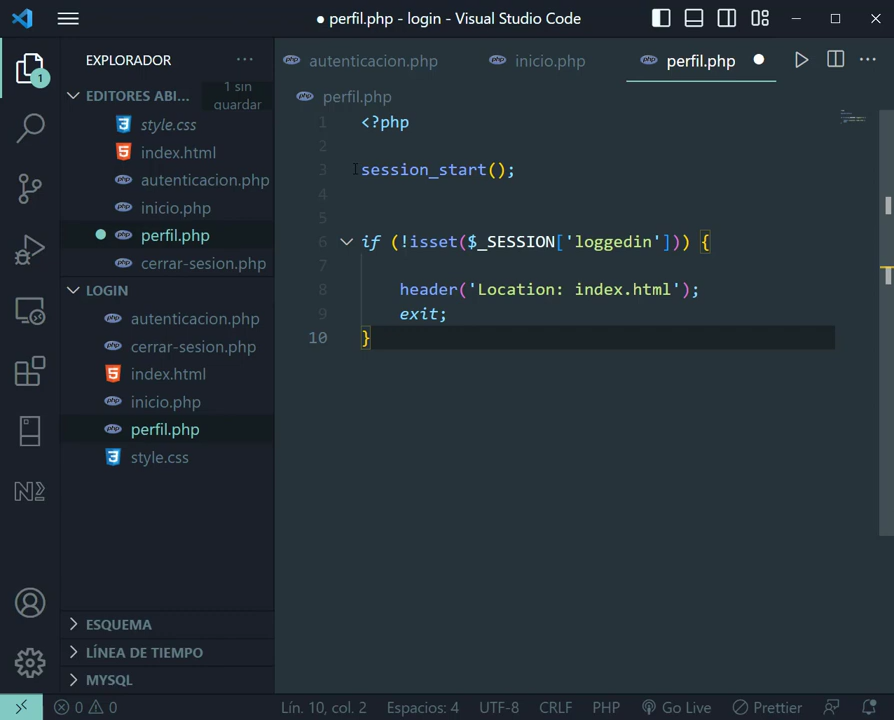 ● perfil.php - login - Visual Studio Code
EXPLORADOR
autenticacion.php
inicio.php
perfil.php
EDITORES ABI...
1 sin guardar
style.css
index.html
autenticacion.php
inicio.php
perfil.php
cerrar-sesion.php
LOGIN
autenticacion.php
cerrar-sesion.php
index.html
inicio.php
perfil.php
style.css
ESQUEMA
LÍNEA DE TIEMPO
MYSQL
perfil.php
1 <?php
2
3 session_start();
4
5
6 if (!isset($_SESSION['loggedin'])) {
7
8 header('Location: index.html');
9 exit;
10 }
1
0 0 Lín. 10, col. 2 Espacios: 4 UTF-8 CRLF PHP Go Live Prettier